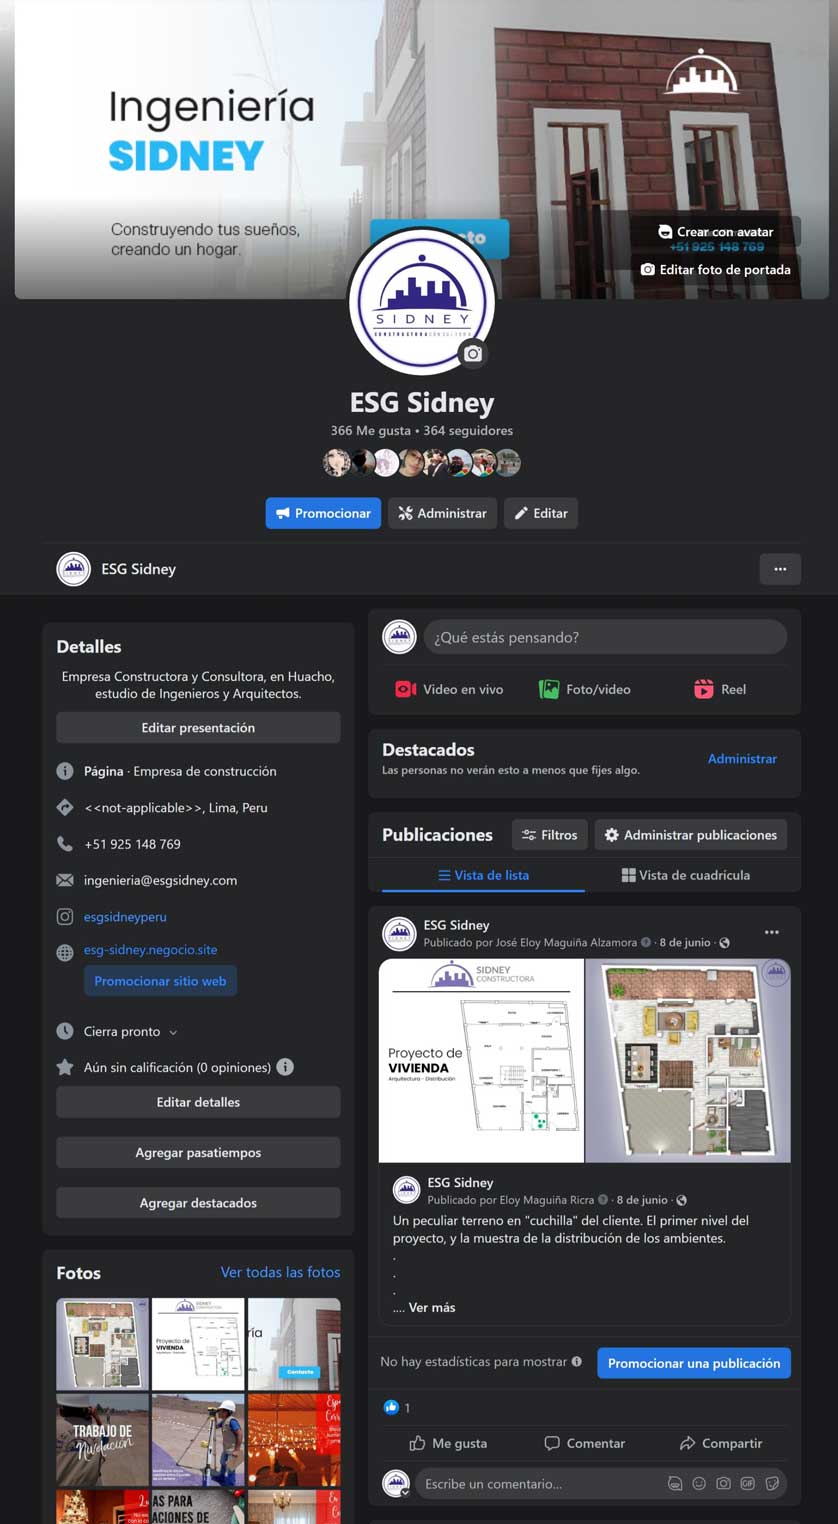 Ingeniería
SIDNEY
Construyendo tus sueños,
creando un hogar.
Crear con avatar
+51 925 148 769
Editar foto de portada
SIDNEY
CONSTRUCTORA CONSULTORA
ESG Sidney
366 Me gusta • 364 seguidores
Promocionar
Administrar
Editar
ESG Sidney
Detalles
Empresa Constructora y Consultora, en Huacho,
estudio de Ingenieros y Arquitectos.
Editar presentación
Página · Empresa de construcción
<<not-applicable>>, Lima, Peru
+51 925 148 769
ingenieria@esgsidney.com
esgsidneyperu
esg-sidney.negocio.site
Promocionar sitio web
Cierra pronto
Aún sin calificación (0 opiniones)
Editar detalles
Agregar pasatiempos
Agregar destacados
Fotos
Ver todas las fotos
Proyecto de
VIVIENDA
ría
Contacto
TRABAJO DE
Nivelación
¿Qué estás pensando?
Video en vivo
Foto/video
Reel
Destacados
Las personas no verán esto a menos que fijes algo.
Administrar
Publicaciones
Filtros
Administrar publicaciones
Vista de lista
Vista de cuadrícula
ESG Sidney
Publicado por José Eloy Maguiña Alzamora · 8 de junio ·
SIDNEY
CONSTRUCTORA
Proyecto de
VIVIENDA
Arquitectura - Distribución
ESG Sidney
Publicado por Eloy Maguiña Ricra · 8 de junio ·
Un peculiar terreno en "cuchilla" del cliente. El primer nivel del
proyecto, y la muestra de la distribución de los ambientes.
.
.
.
.... Ver más
No hay estadísticas para mostrar
Promocionar una publicación
1
Me gusta
Comentar
Compartir
Escribe un comentario...
GIF